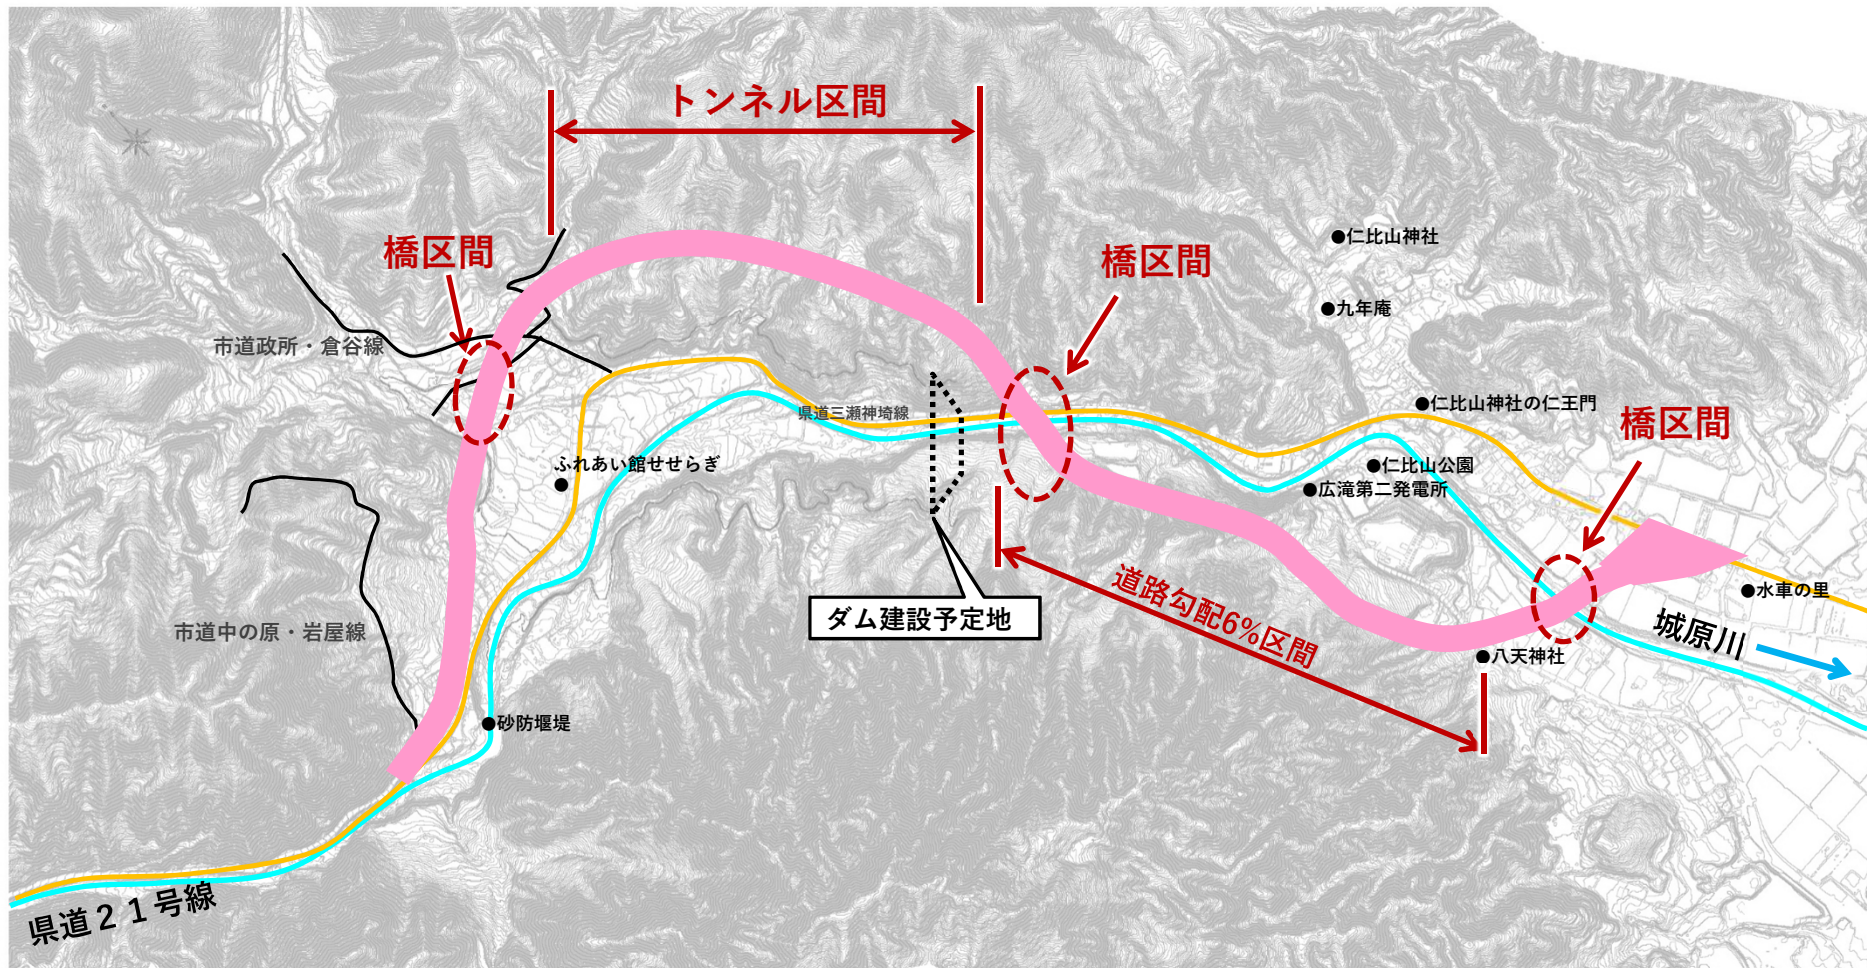 トンネル区間
橋区間
橋区間
●仁比山神社
●九年庵
市道政所・倉谷線
県道三瀬神埼線
●仁比山神社の仁王門
橋区間
ふれあい館せせらぎ
●
●仁比山公園
●広滝第二発電所
道路勾配6%区間
ダム建設予定地
●水車の里
市道中の原・岩屋線
城原川
●八天神社
●砂防堰堤
県道21号線